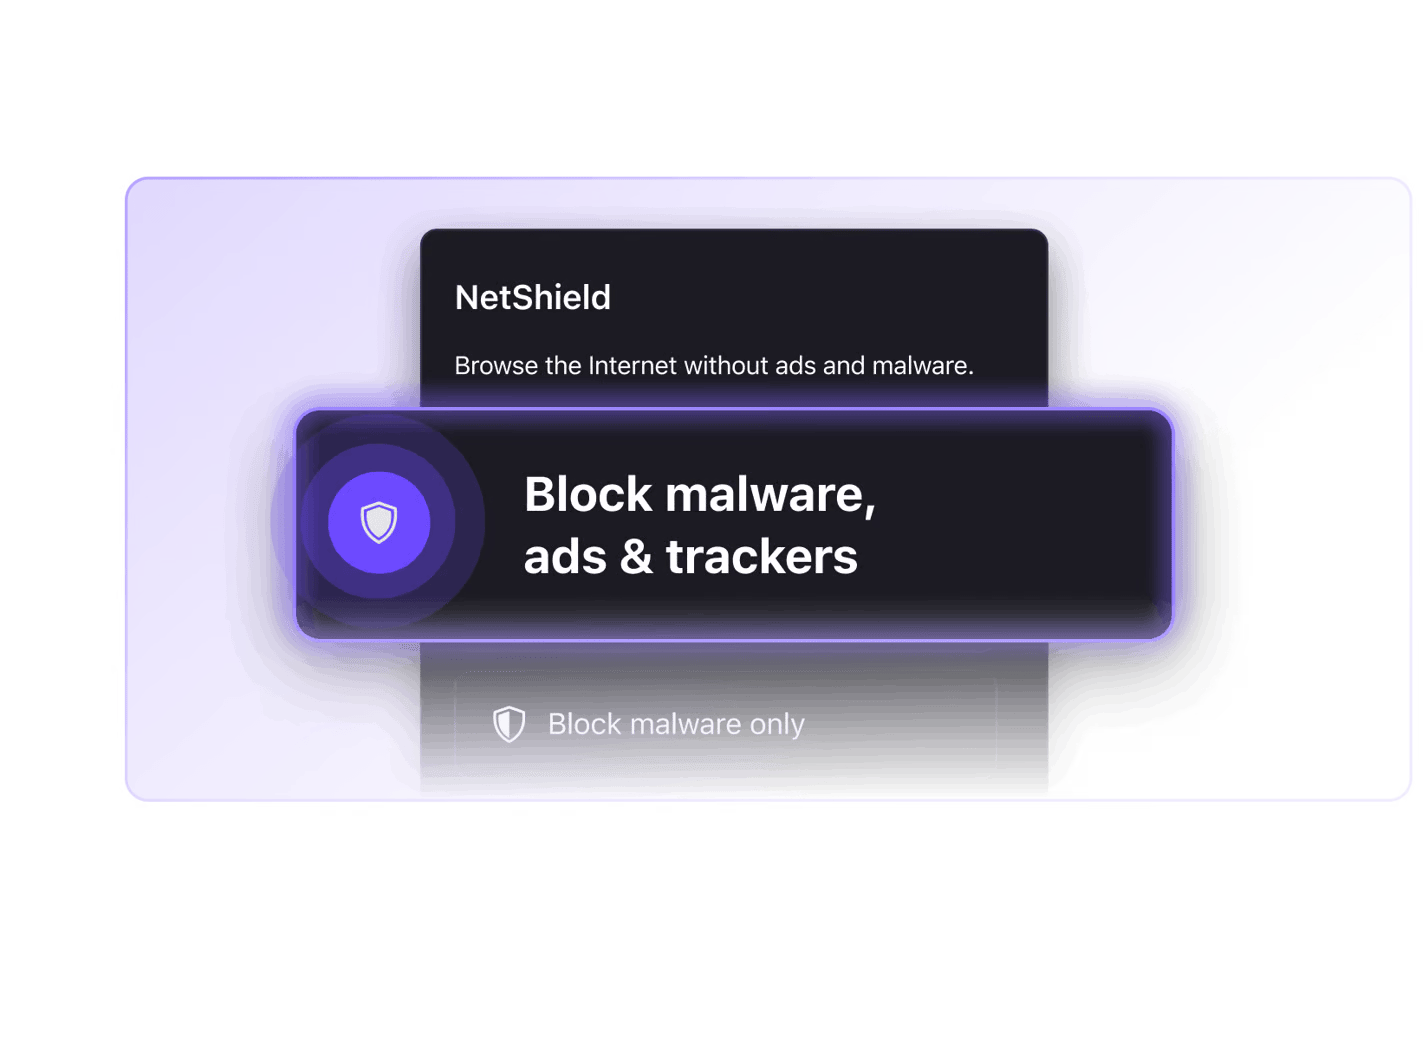 NetShield
Browse the Internet without ads and malware.
Block malware,
ads & trackers
Block malware only